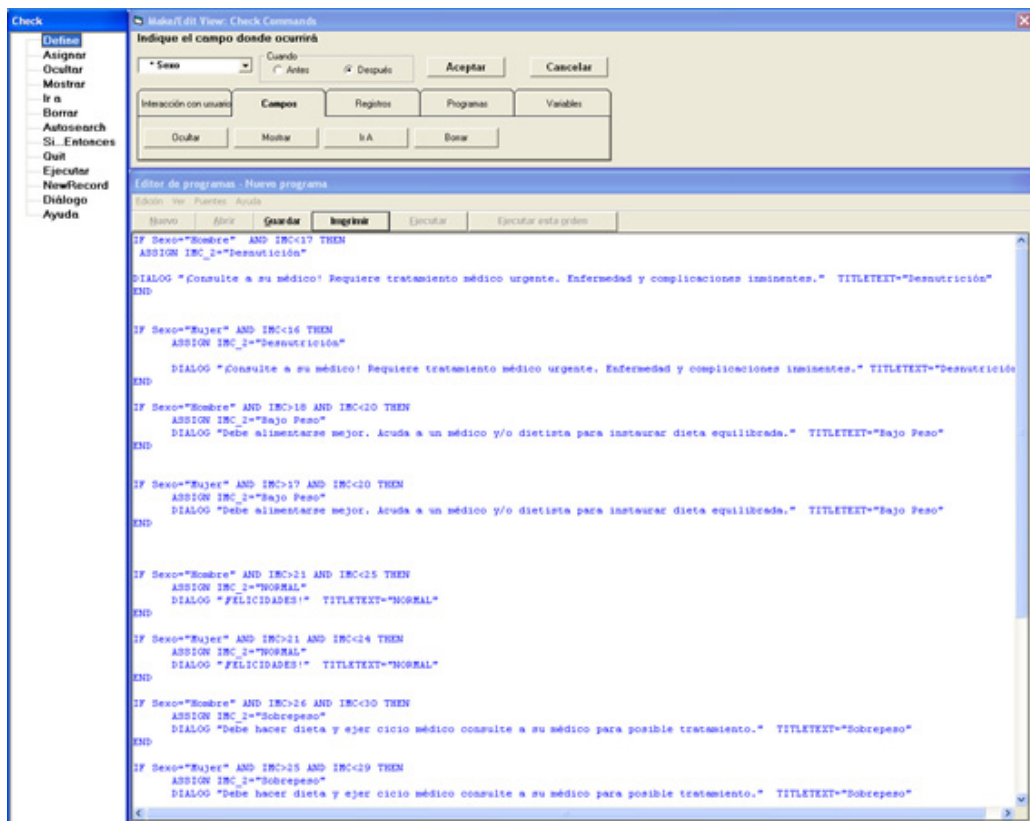 Check
Define
Asignar
Ocultar
Mostrar
Ir a
Borrar
Autosearch
Si...Entonces
Quit
Ejecutar
NewRecord
Diálogo
Ayuda
Make/Edit View: Check Commands
Indique el campo donde ocurrirá
* Sexo
Cuando
Antes
Después
Aceptar
Cancelar
Interacción con usuario
Campos
Registros
Programas
Variables
Ocultar
Mostrar
Ir A
Borrar
Editor de programas - Nuevo programa
Edición Ver Fuentes Ayuda
Nuevo Abrir Guardar Imprimir Ejecutar Ejecutar esta orden
IF Sexo="Hombre"  AND IMC<17 THEN
ASSIGN IMC_2="Desnutición"
DIALOG "¡Consulte a su médico! Requiere tratamiento médico urgente. Enfermedad y complicaciones inminentes."  TITLETEXT="Desnutrición"
END
IF Sexo="Mujer" AND IMC<16 THEN
ASSIGN IMC_2="Desnutrición"
DIALOG "¡Consulte a su médico! Requiere tratamiento médico urgente. Enfermedad y complicaciones inminentes." TITLETEXT="Desnutrición
END
IF Sexo="Hombre" AND IMC>18 AND IMC<20 THEN
ASSIGN IMC_2="Bajo Peso"
DIALOG "Debe alimentarse mejor. Acuda a un médico y/o dietista para instaurar dieta equilibrada."  TITLETEXT="Bajo Peso"
END
IF Sexo="Mujer" AND IMC>17 AND IMC<20 THEN
ASSIGN IMC_2="Bajo Peso"
DIALOG "Debe alimentarse mejor. Acuda a un médico y/o dietista para instaurar dieta equilibrada."  TITLETEXT="Bajo Peso"
END
IF Sexo="Hombre" AND IMC>21 AND IMC<25 THEN
ASSIGN IMC_2="NORMAL"
DIALOG "¡FELICIDADES!"  TITLETEXT="NORMAL"
END
IF Sexo="Mujer" AND IMC>21 AND IMC<24 THEN
ASSIGN IMC_2="NORMAL"
DIALOG "¡FELICIDADES!"  TITLETEXT="NORMAL"
END
IF Sexo="Hombre" AND IMC>26 AND IMC<30 THEN
ASSIGN IMC_2="Sobrepeso"
DIALOG "Debe hacer dieta y ejer cicio médico consulte a su médico para posible tratamiento."  TITLETEXT="Sobrepeso"
END
IF Sexo="Mujer" AND IMC>25 AND IMC<29 THEN
ASSIGN IMC_2="Sobrepeso"
DIALOG "Debe hacer dieta y ejer cicio médico consulte a su médico para posible tratamiento."  TITLETEXT="Sobrepeso"